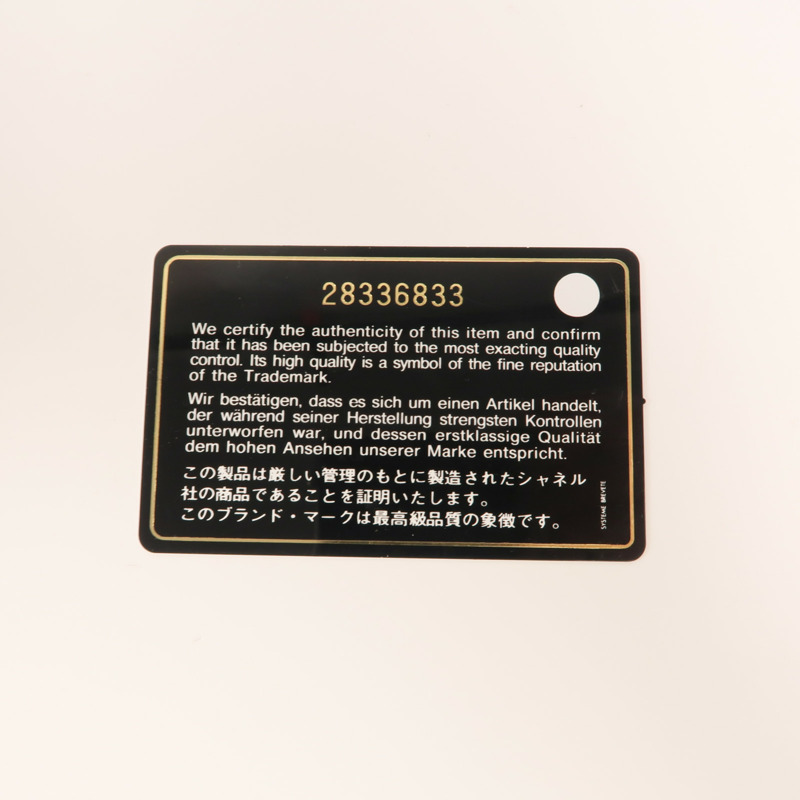 28336833
We certify the authenticity of this item and confirm
that it has been subjected to the most exacting quality
control. Its high quality is a symbol of the fine reputation
of the Trademark.
Wir bestätigen, dass es sich um einen Artikel handelt,
der während seiner Herstellung strengsten Kontrollen
unterworfen war, und dessen erstklassige Qualität
dem hohen Ansehen unserer Marke entspricht.
この製品は厳しい管理のもとに製造されたシャネル
社の商品であることを証明いたします。
このブランド・マークは最高級品質の象徴です。
SYSTEME BREVETE